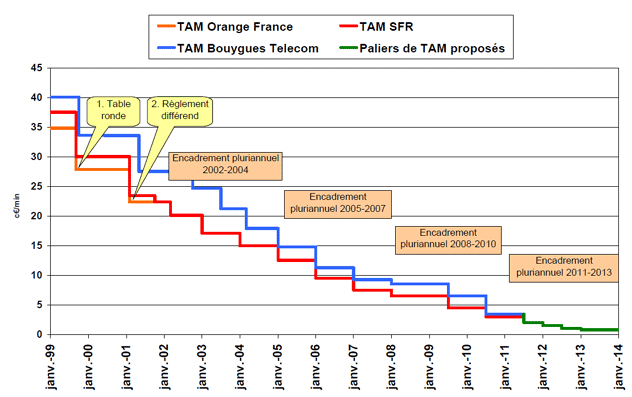 TAM Orange France
TAM SFR
TAM Bouygues Telecom
Paliers de TAM proposés
45
40
35
30
25
20
15
10
5
0
c€/min
1. Table
ronde
2. Règlement
différend
Encadrement pluriannuel
2002-2004
Encadrement
pluriannuel 2005-2007
Encadrement
pluriannuel 2008-2010
Encadrement
pluriannuel 2011-2013
janv.-99
janv.-00
janv.-01
janv.-02
janv.-03
janv.-04
janv.-05
janv.-06
janv.-07
janv.-08
janv.-09
janv.-10
janv.-11
janv.-12
janv.-13
janv.-14